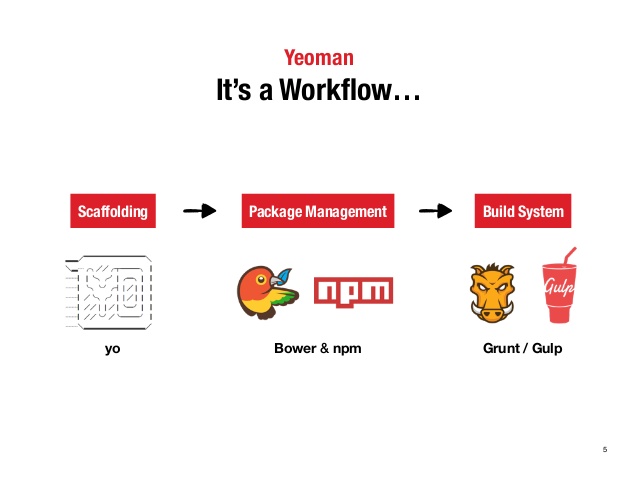 Yeoman
It's a Workflow…
Scaffolding
Package Management
Build System
npm
Gulp
yo
Bower & npm
Grunt / Gulp
5